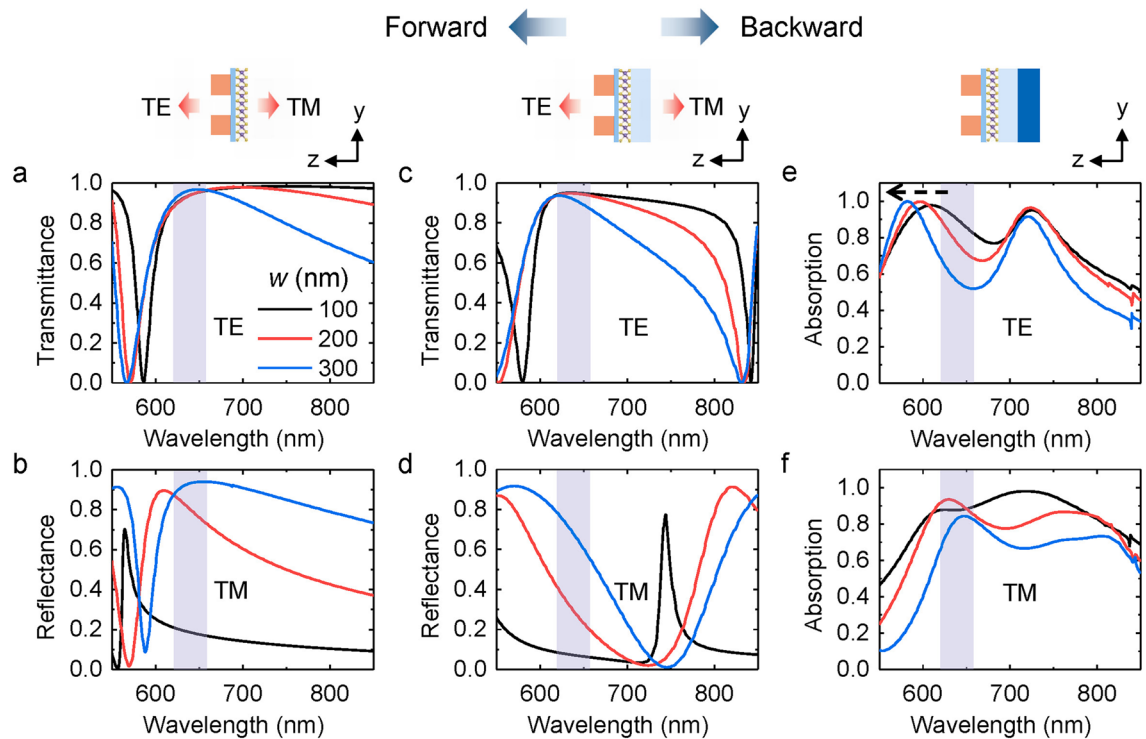 Forward Backward
TE TM TE TM
y y y
z z z
a c e
1.0 1.0 1.0
0.8 0.8 0.8
0.6 0.6 0.6
0.4 0.4 0.4
0.2 0.2 0.2
0.0 0.0 0.0
Transmittance Transmittance Absorption
w (nm)
100
200
300
TE TE TE
600 700 800 600 700 800 600 700 800
Wavelength (nm) Wavelength (nm) Wavelength (nm)
b d f
1.0 1.0 1.0
0.8 0.8 0.8
0.6 0.6 0.6
0.4 0.4 0.4
0.2 0.2 0.2
0.0 0.0 0.0
Reflectance Reflectance Absorption
TM TM TM
600 700 800 600 700 800 600 700 800
Wavelength (nm) Wavelength (nm) Wavelength (nm)